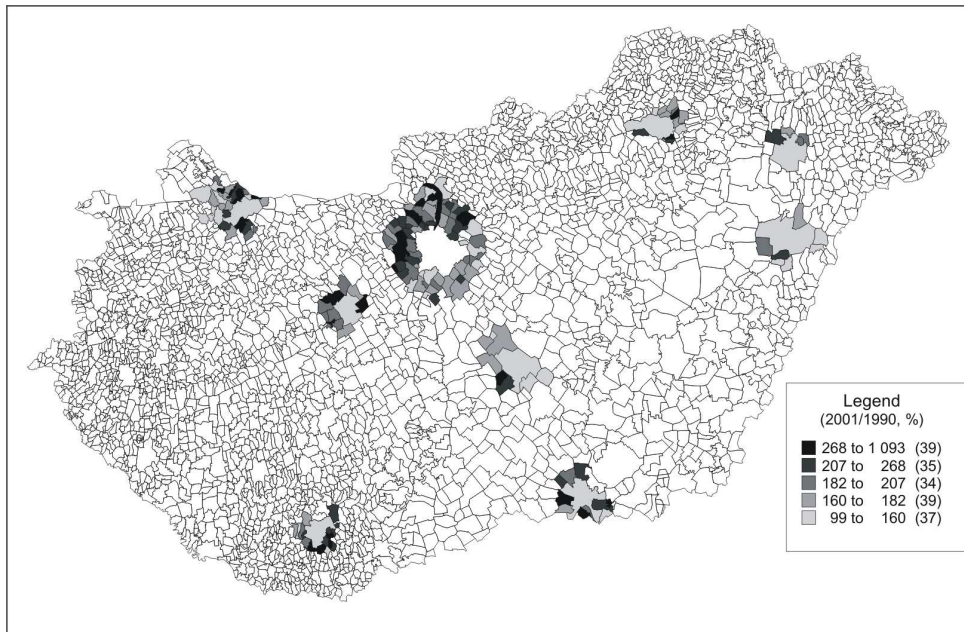 Legend
(2001/1990, %)
268 to 1 093 (39)
207 to 268 (35)
182 to 207 (34)
160 to 182 (39)
99 to 160 (37)